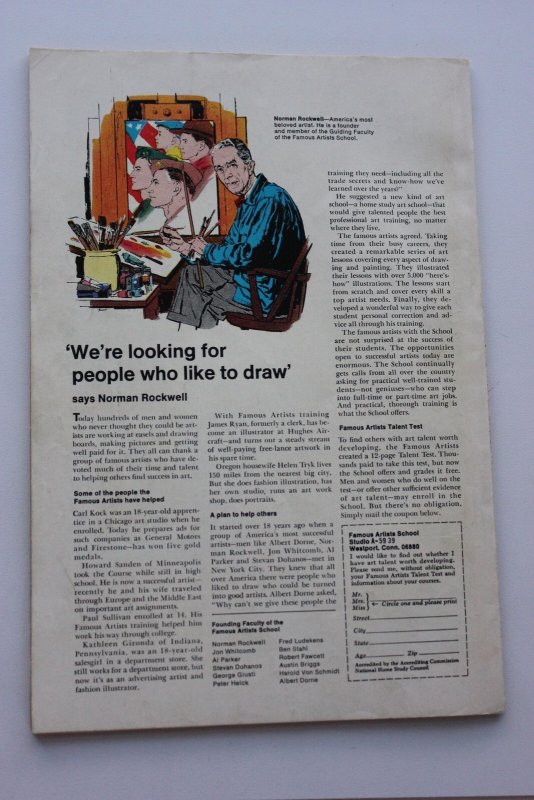 Norman Rockwell—America's most
beloved artist. He is a founder
and member of the Guiding Faculty
of the Famous Artists School.
'We're looking for
people who like to draw'
says Norman Rockwell
Today hundreds of men and women
who never thought they could be art-
ists are working at easels and drawing
boards, making pictures and getting
well paid for it. They can all thank a
group of famous artists who have de-
voted much of their time and talent
to helping others find success in art.
Some of the people the
Famous Artists have helped
Carl Kock was an 18-year-old appren-
tice in a Chicago art studio when he
enrolled. Today he prepares ads for
such companies as General Motors
and Firestone—has won five gold
medals.
Howard Sanden of Minneapolis
took the Course while still in high
school. He is now a successful artist—
recently he and his wife traveled
through Europe and the Middle East
on important art assignments.
Paul Sullivan enrolled at 14. His
Famous Artists training helped him
work his way through college.
Kathleen Gironda of Indiana,
Pennsylvania, was an 18-year-old
salesgirl in a department store. She
still works for a department store, but
now it's as an advertising artist and
fashion illustrator.
With Famous Artists training
James Ryan, formerly a clerk, has be-
come an illustrator at Hughes Air-
craft—and turns out a steady stream
of well-paying free-lance artwork in
his spare time.
Oregon housewife Helen Tryk lives
150 miles from the nearest big city.
But she does fashion illustration, has
her own studio, runs an art work
shop, does portraits.
A plan to help others
It started over 18 years ago when a
group of America's most successful
artists—men like Albert Dorne, Nor-
man Rockwell, Jon Whitcomb, Al
Parker and Stevan Dohanos—met in
New York City. They knew that all
over America there were people who
liked to draw who could be turned
into good artists. Albert Dorne asked,
"Why can't we give these people the
Founding Faculty of the
Famous Artists School
Norman Rockwell
Jon Whitcomb
Al Parker
Stevan Dohanos
George Giusti
Peter Helck
Fred Ludekens
Ben Stahl
Robert Fawcett
Austin Briggs
Harold Von Schmidt
Albert Dorne
training they need—including all the
trade secrets and know-how we've
learned over the years?"
He suggested a new kind of art
school—a home study art school—that
would give talented people the best
professional art training, no matter
where they live.
The famous artists agreed. Taking
time from their busy careers, they
created a remarkable series of art
lessons covering every aspect of draw-
ing and painting. They illustrated
their lessons with over 5,000 "here's-
how" illustrations. The lessons start
from scratch and cover every skill a
top artist needs. Finally, they de-
veloped a wonderful way to give each
student personal correction and ad-
vice all through his training.
The famous artists with the School
are not surprised at the success of
their students. The opportunities
open to successful artists today are
enormous. The School continually
gets calls from all over the country
asking for practical well-trained stu-
dents—not geniuses—who can step
into full-time or part-time art jobs.
And practical, thorough training is
what the School offers.
Famous Artists Talent Test
To find others with art talent worth
developing, the Famous Artists
created a 12-page Talent Test. Thou-
sands paid to take this test, but now
the School offers and grades it free.
Men and women who do well on the
test—or offer other sufficient evidence
of art talent—may enroll in the
School. But there's no obligation.
Simply mail the coupon below.
Famous Artists School
Studio A-5939
Westport, Conn. 06880
I would like to find out whether I
have art talent worth developing.
Please send me, without obligation,
your Famous Artists Talent Test and
information about your courses.
Mr.
Mrs. ← Circle one and please print
Miss
Street
City
State
Age Zip
Accredited by the Accrediting Commission
National Home Study Council